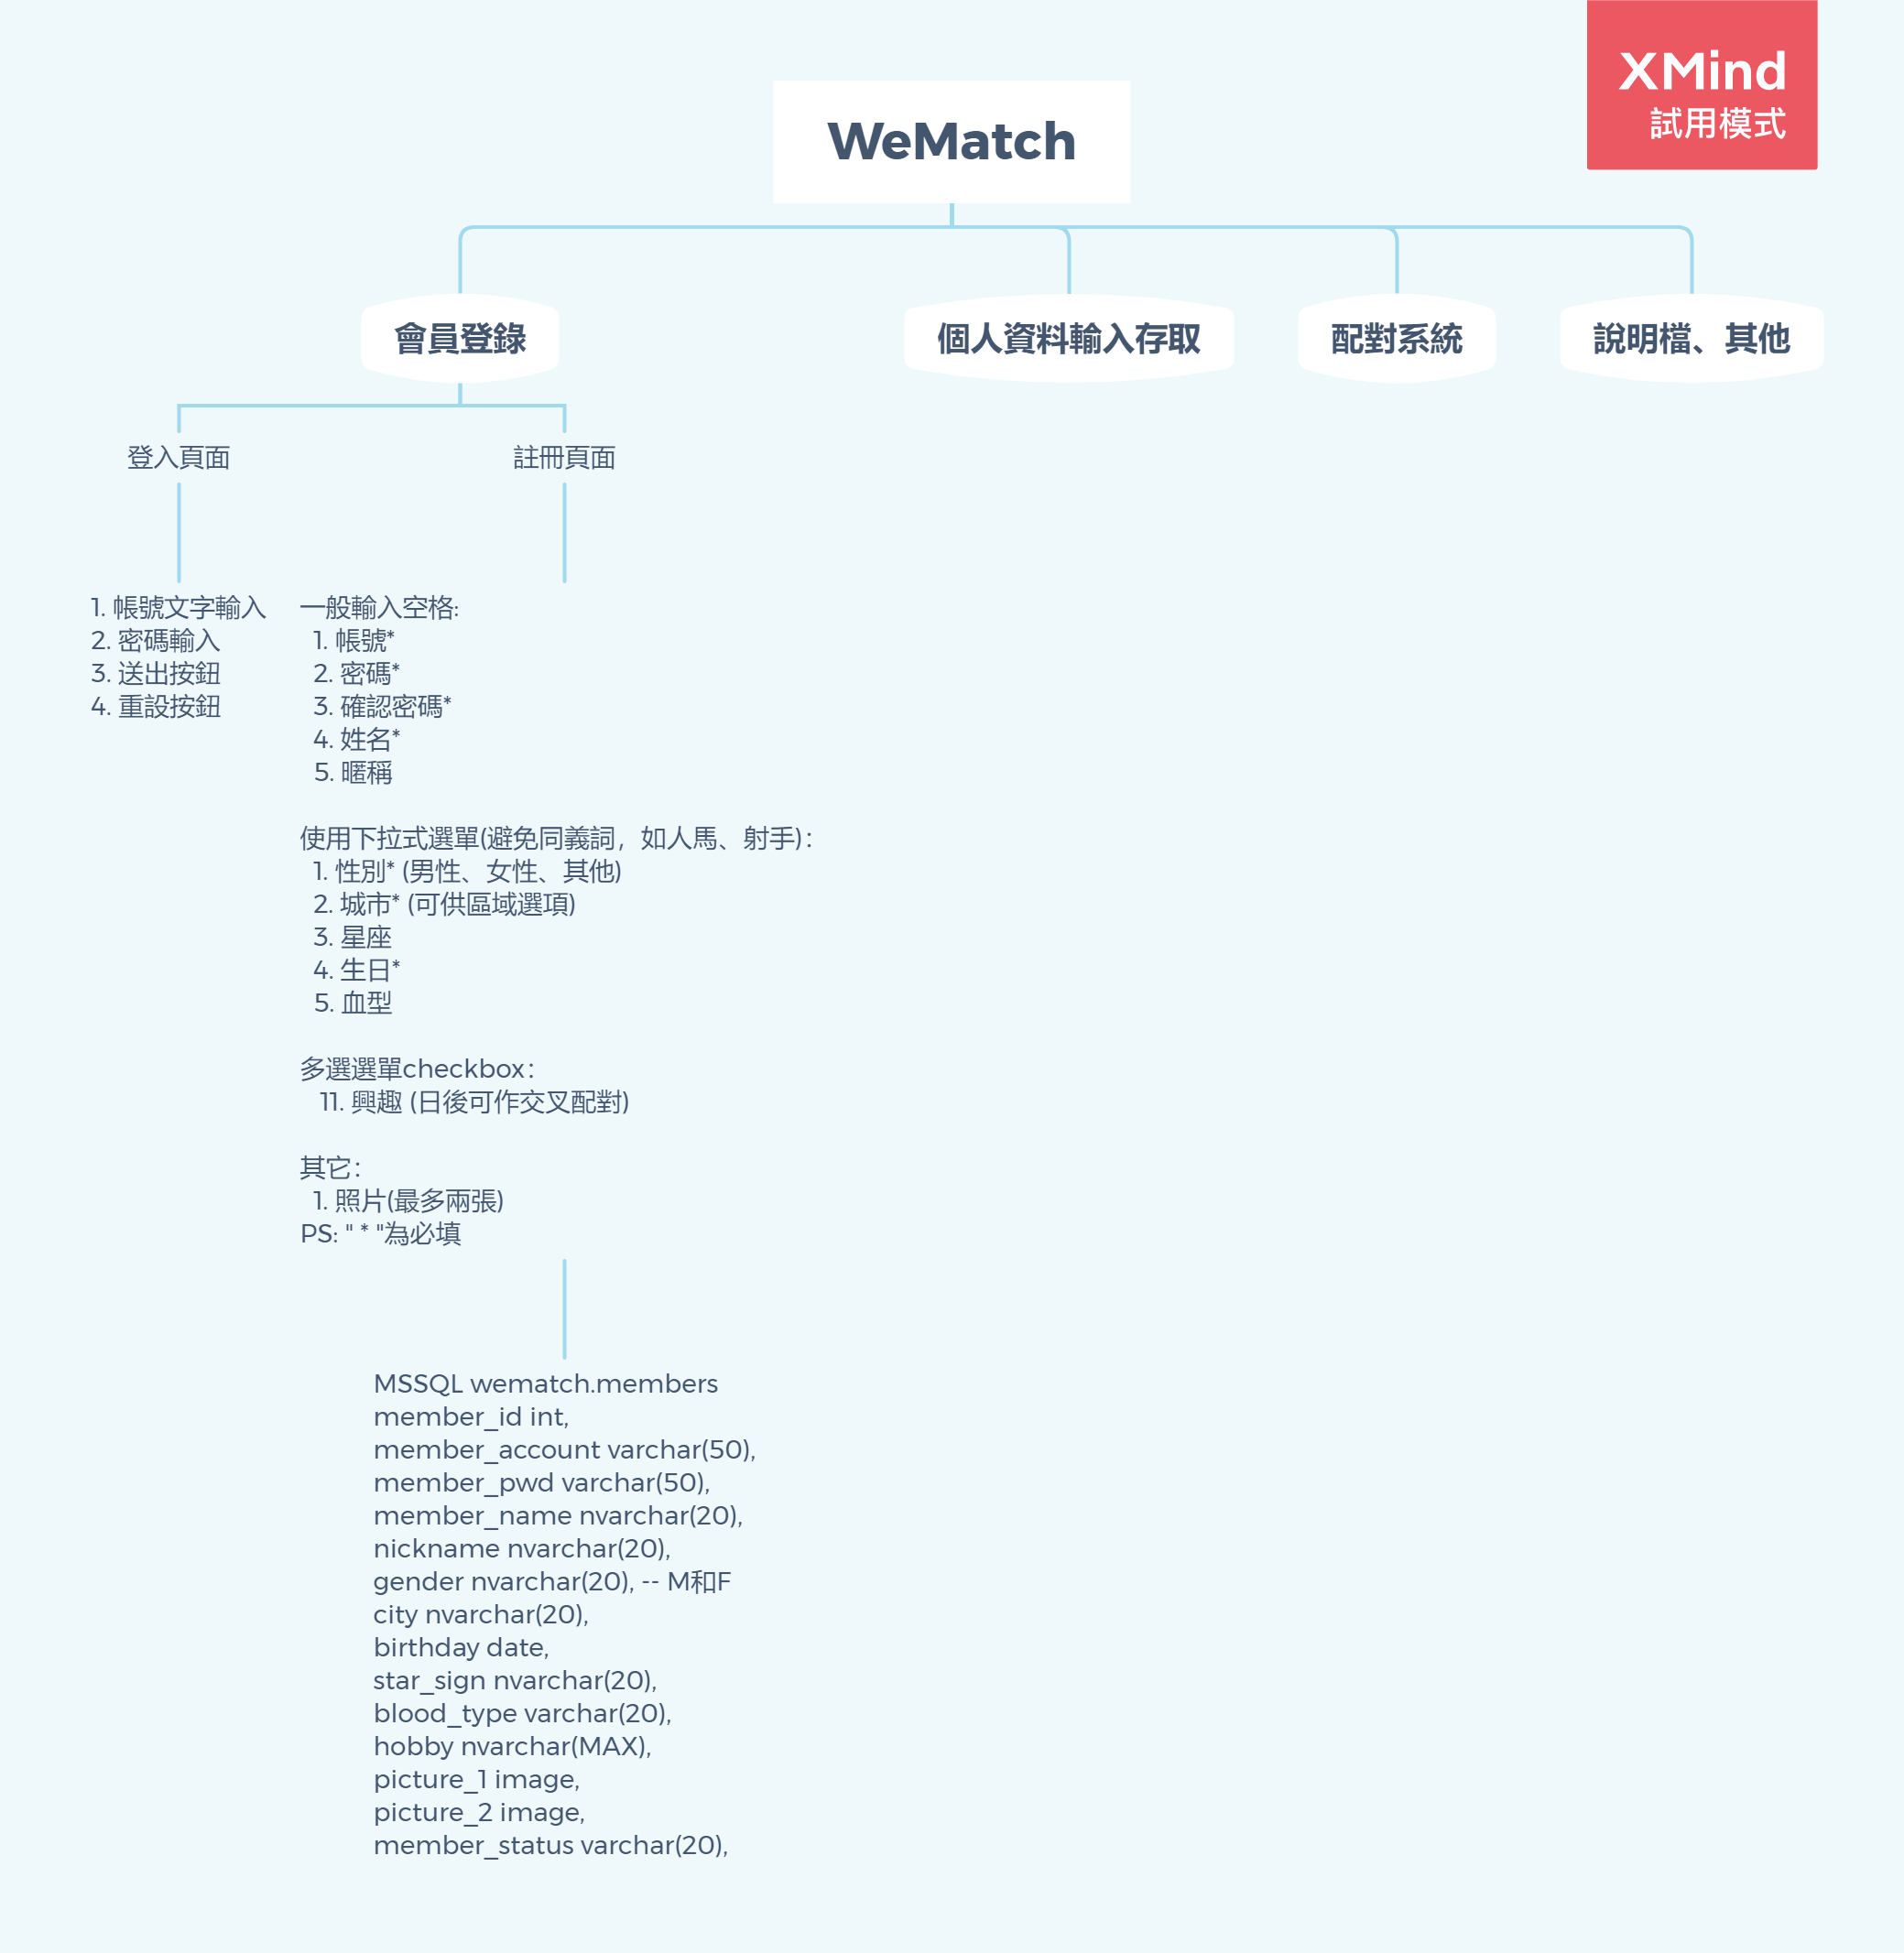 XMind
試用模式
WeMatch
會員登錄
個人資料輸入存取
配對系統
說明檔、其他
登入頁面
註冊頁面
1. 帳號文字輸入
2. 密碼輸入
3. 送出按鈕
4. 重設按鈕
一般輸入空格:
1. 帳號*
2. 密碼*
3. 確認密碼*
4. 姓名*
5. 暱稱
使用下拉式選單(避免同義詞，如人馬、射手)：
1. 性別* (男性、女性、其他)
2. 城市* (可供區域選項)
3. 星座
4. 生日*
5. 血型
多選選單checkbox：
11. 興趣 (日後可作交叉配對)
其它：
1. 照片(最多兩張)
PS: " * "為必填
MSSQL wematch.members
member_id int,
member_account varchar(50),
member_pwd varchar(50),
member_name nvarchar(20),
nickname nvarchar(20),
gender nvarchar(20), -- M和F
city nvarchar(20),
birthday date,
star_sign nvarchar(20),
blood_type varchar(20),
hobby nvarchar(MAX),
picture_1 image,
picture_2 image,
member_status varchar(20),